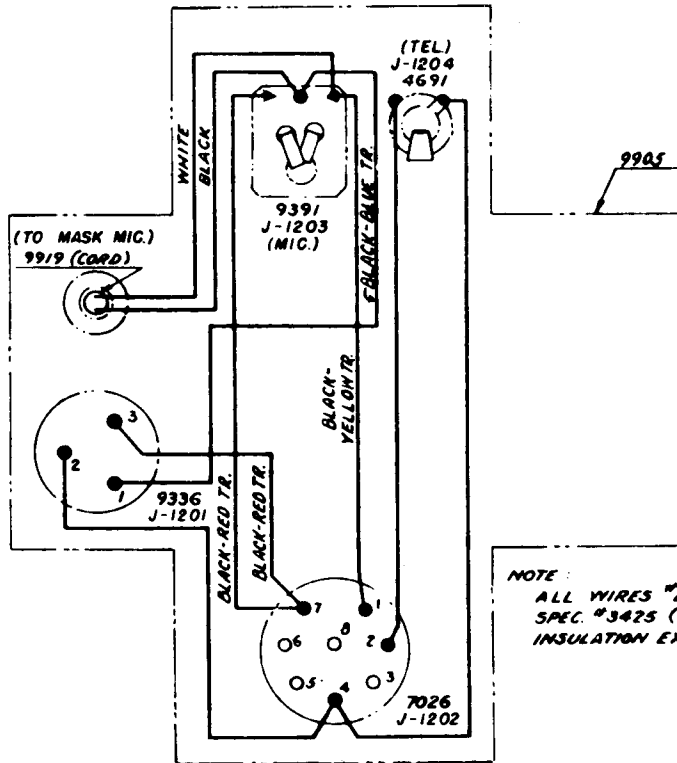 (TEL.)
J-1204
4691
9905
WHITE
BLACK
9391
J-1203
(MIC.)
BLACK-BLUE TR.
(TO MASK MIC.)
9919 (CORD)
BLACK-
YELLOW TR.
3
2
1
9336
J-1201
BLACK-RED TR.
BLACK-RED TR.
7
1
6
8
2
5
4
3
7026
J-1202
NOTE:
ALL WIRES
SPEC. #3425 (
INSULATION